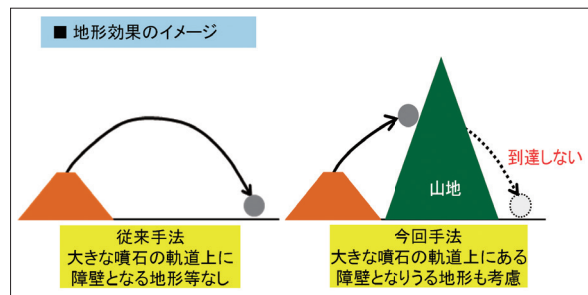 ■ 地形効果のイメージ
到達しない
山地
従来手法
大きな噴石の軌道上に
障壁となる地形等なし
今回手法
大きな噴石の軌道上にある
障壁となりうる地形も考慮